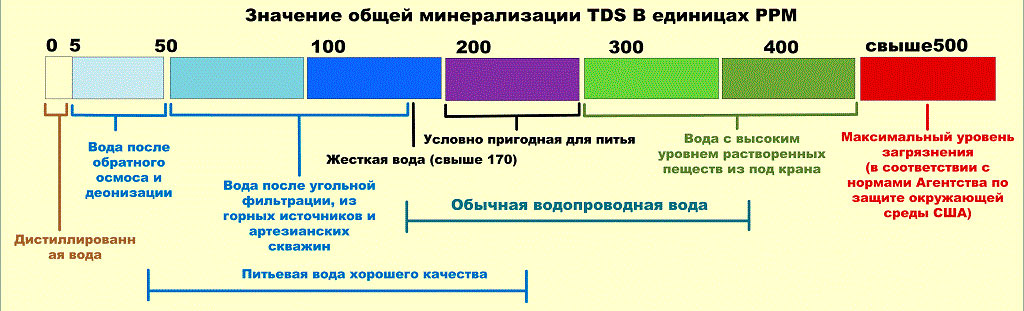 Значение общей минерализации TDS В единицах PPM
0 5 50 100 200 300 400 свыше500
Дистиллированн
ая вода
Вода после
обратного
осмоса и
деонизации
Вода после угольной
фильтрации, из
горных источников и
артезианских
скважин
Жесткая вода (свыше 170)
Условно пригодная для питья
Вода с высоким
уровнем растворенных
пеществ из под крана
Максимальный уровень
загрязнения
(в соответствии с
нормами Агентства по
защите окружающей
среды США)
Обычная водопроводная вода
Питьевая вода хорошего качества